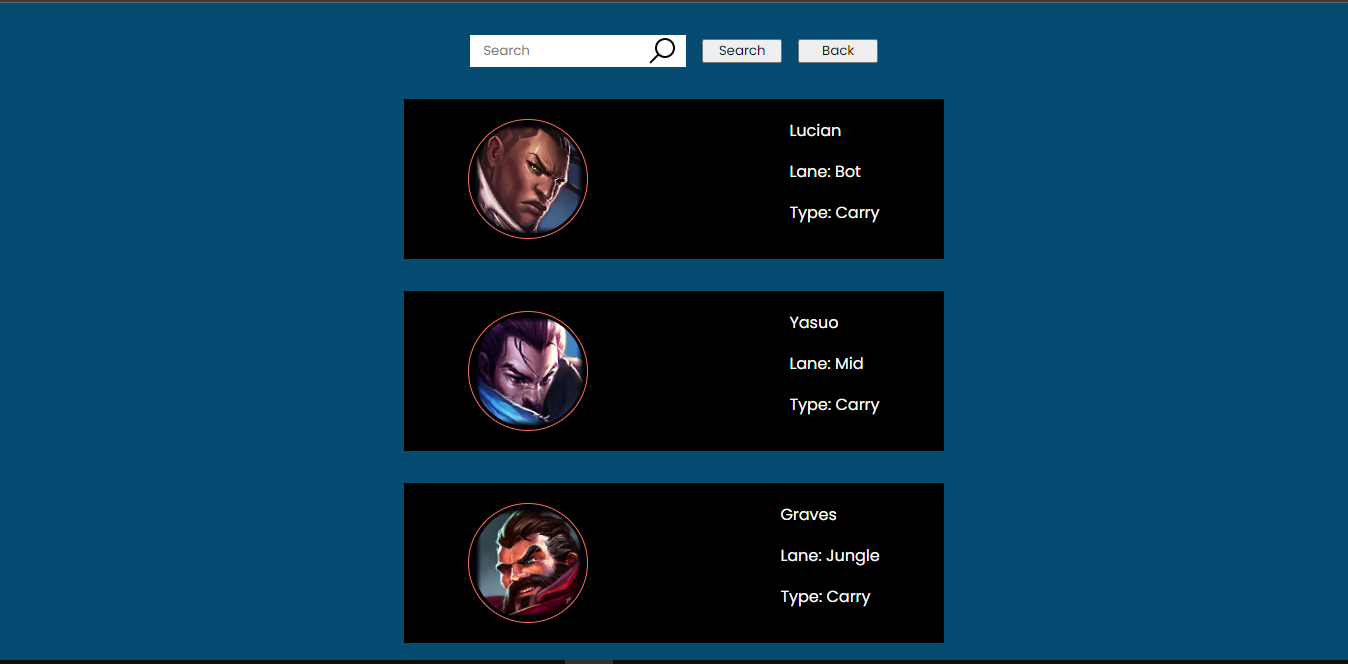 Search
Search
Back
Lucian
Lane: Bot
Type: Carry
Yasuo
Lane: Mid
Type: Carry
Graves
Lane: Jungle
Type: Carry